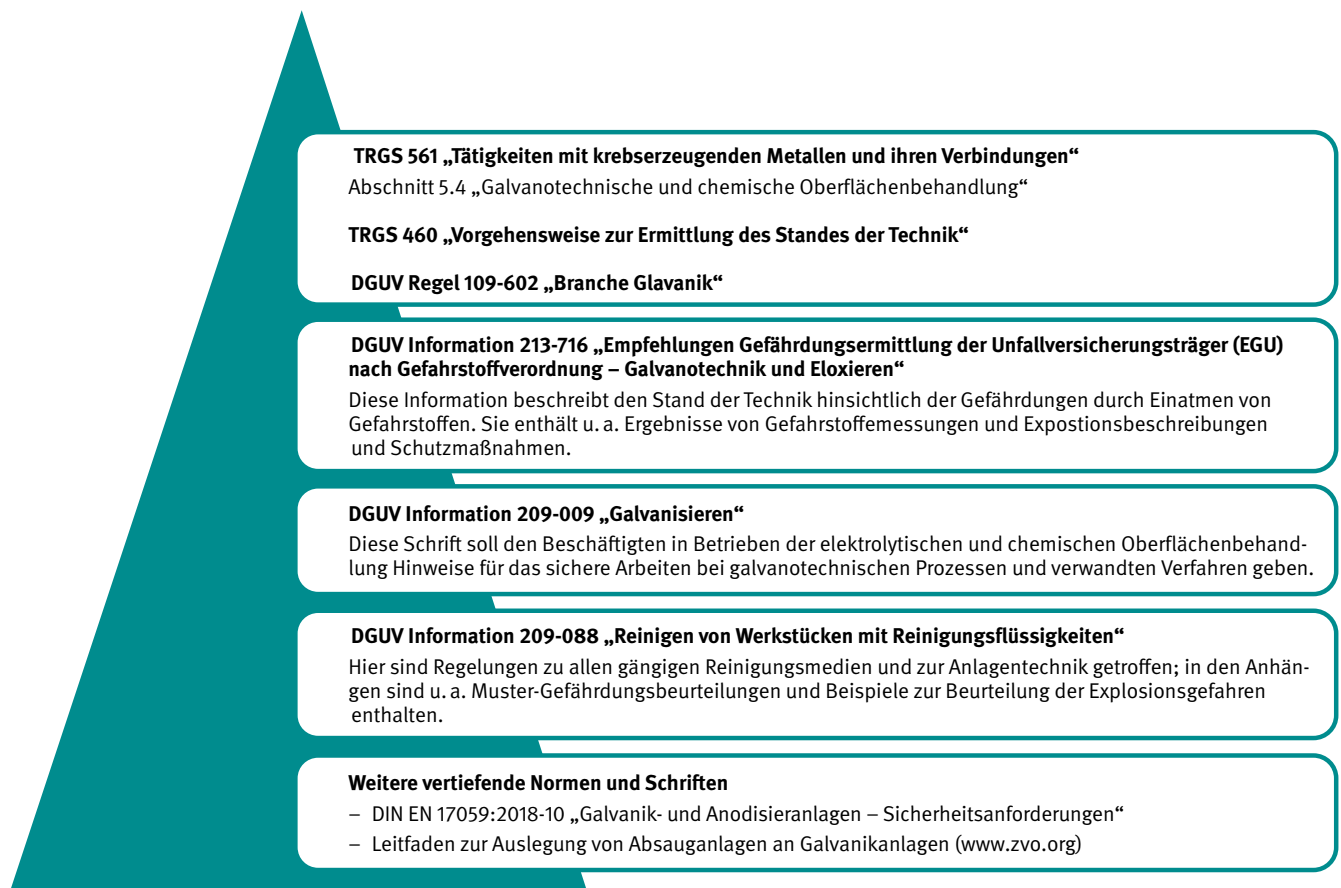 TRGS 561 „Tätigkeiten mit krebserzeugenden Metallen und ihren Verbindungen“
Abschnitt 5.4 „Galvanotechnische und chemische Oberflächenbehandlung“
TRGS 460 „Vorgehensweise zur Ermittlung des Standes der Technik“
DGUV Regel 109-602 „Branche Glavanik“
DGUV Information 213-716 „Empfehlungen Gefährdungsermittlung der Unfallversicherungsträger (EGU)
nach Gefahrstoffverordnung – Galvanotechnik und Eloxieren“
Diese Information beschreibt den Stand der Technik hinsichtlich der Gefährdungen durch Einatmen von
Gefahrstoffen. Sie enthält u. a. Ergebnisse von Gefahrstoffemessungen und Expostionsbeschreibungen
und Schutzmaßnahmen.
DGUV Information 209-009 „Galvanisieren“
Diese Schrift soll den Beschäftigten in Betrieben der elektrolytischen und chemischen Oberflächenbehand-
lung Hinweise für das sichere Arbeiten bei galvanotechnischen Prozessen und verwandten Verfahren geben.
DGUV Information 209-088 „Reinigen von Werkstücken mit Reinigungsflüssigkeiten“
Hier sind Regelungen zu allen gängigen Reinigungsmedien und zur Anlagentechnik getroffen; in den Anhän-
gen sind u. a. Muster-Gefährdungsbeurteilungen und Beispiele zur Beurteilung der Explosionsgefahren
enthalten.
Weitere vertiefende Normen und Schriften
– DIN EN 17059:2018-10 „Galvanik- und Anodisieranlagen – Sicherheitsanforderungen“
– Leitfaden zur Auslegung von Absauganlagen an Galvanikanlagen (www.zvo.org)